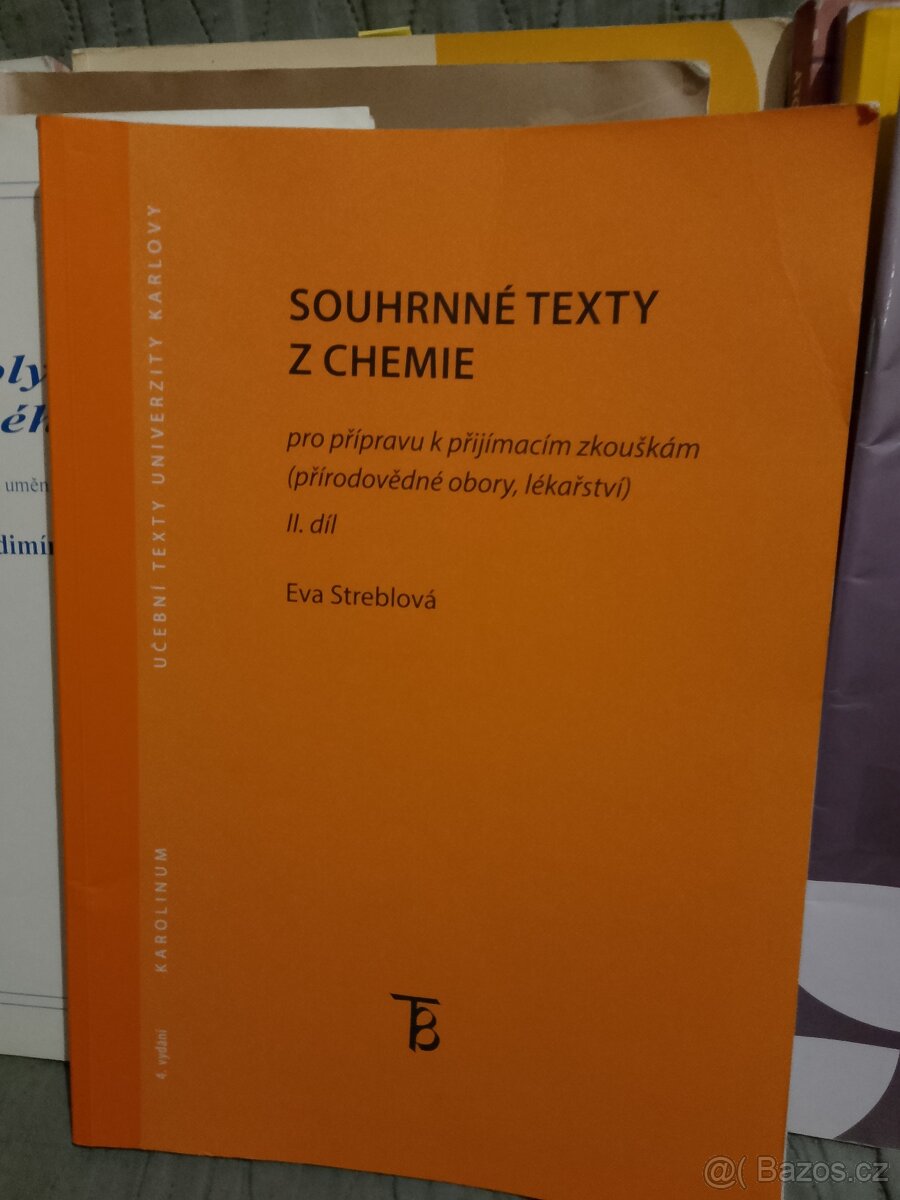 SOUHRNNÉ TEXTY
Z CHEMIE
pro přípravu k přijímacím zkouškám
(přírodovědné obory, lékařství)
II. díl
Eva Streblová
UČEBNÍ TEXTY UNIVERZITY KARLOVY
KAROLINUM
4. vydání
uměn
@( Bazos.cz